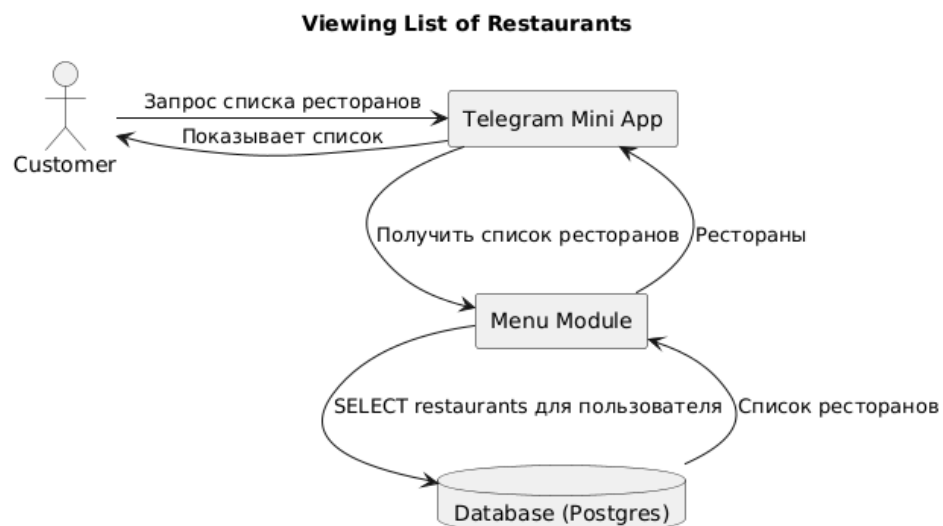 Viewing List of Restaurants
Запрос списка ресторанов
Telegram Mini App
Показывает список
Customer
Получить список ресторанов
Рестораны
Menu Module
SELECT restaurants для пользователя
Список ресторанов
Database (Postgres)